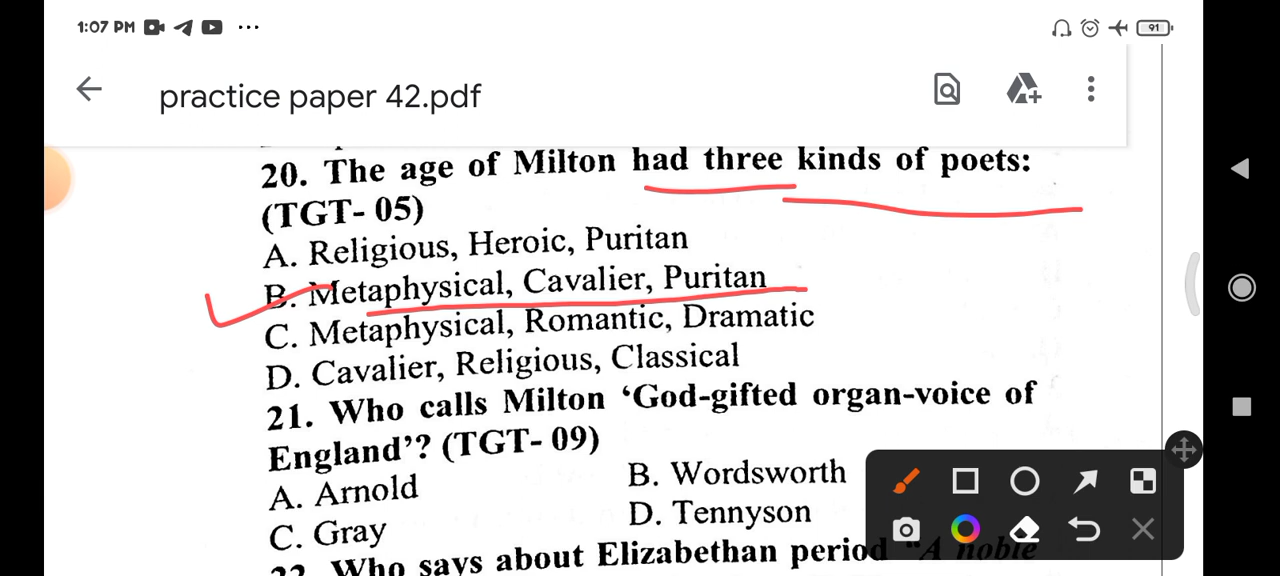 1:07 PM ... 91
practice paper 42.pdf
20. The age of Milton had three kinds of poets:
(TGT- 05)
A. Religious, Heroic, Puritan
B. Metaphysical, Cavalier, Puritan
C. Metaphysical, Romantic, Dramatic
D. Cavalier, Religious, Classical
21. Who calls Milton ‘God-gifted organ-voice of
England’? (TGT- 09)
A. Arnold B. Wordsworth
C. Gray D. Tennyson
22. Who says about Elizabethan period “A noble